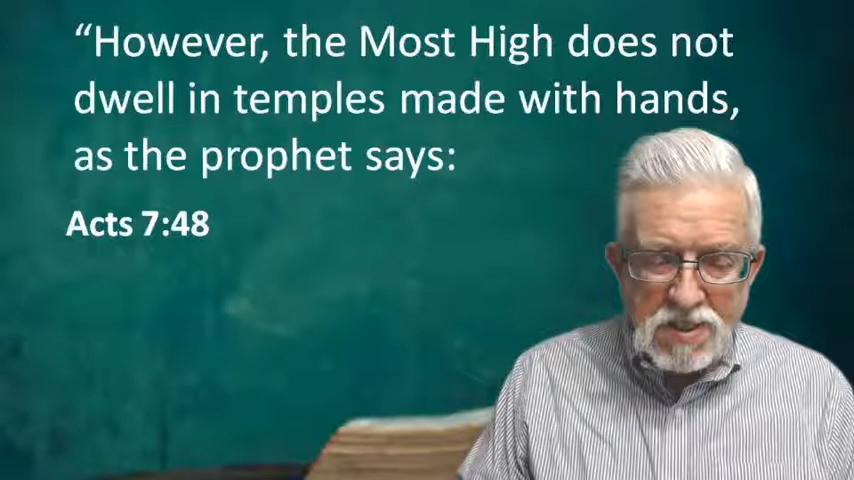 “However, the Most High does not
dwell in temples made with hands,
as the prophet says:
Acts 7:48